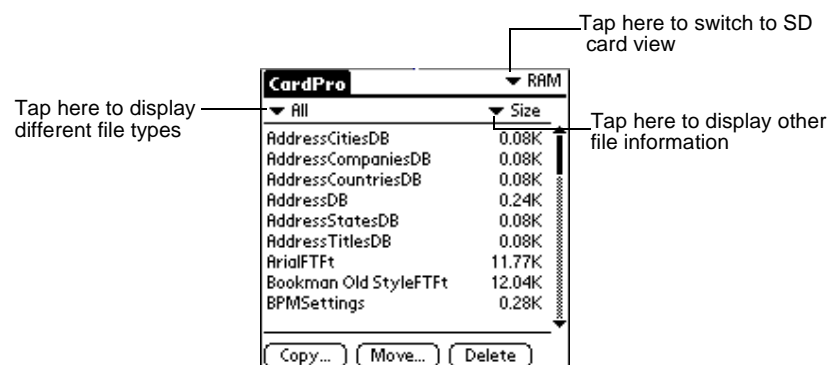 Tap here to switch to SD
card view
CardPro
RAM
Tap here to display
different file types
All
Size
Tap here to display other
file information
AddressCitiesDB 0.08K
AddressCompaniesDB 0.08K
AddressCountriesDB 0.08K
AddressDB 0.24K
AddressStatesDB 0.08K
AddressTitlesDB 0.08K
ArialFTFt 11.77K
Bookman Old StyleFTFt 12.04K
BPMSettings 0.28K
Copy... Move... Delete